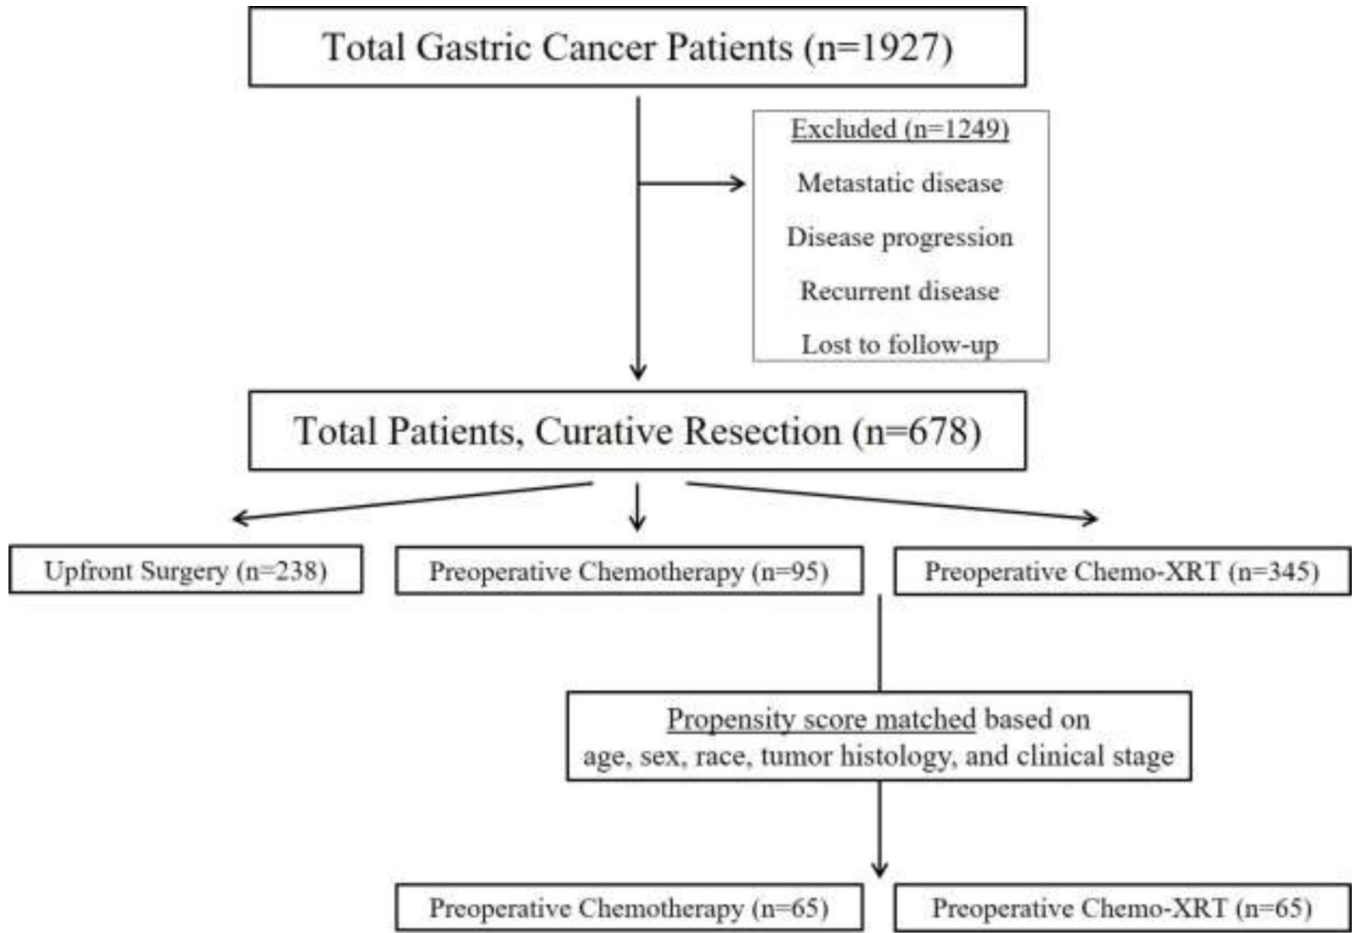 Total Gastric Cancer Patients (n=1927)
Excluded (n=1249)
Metastatic disease
Disease progression
Recurrent disease
Lost to follow-up
Total Patients, Curative Resection (n=678)
Upfront Surgery (n=238)
Preoperative Chemotherapy (n=95)
Preoperative Chemo-XRT (n=345)
Propensity score matched based on
age, sex, race, tumor histology, and clinical stage
Preoperative Chemotherapy (n=65)
Preoperative Chemo-XRT (n=65)